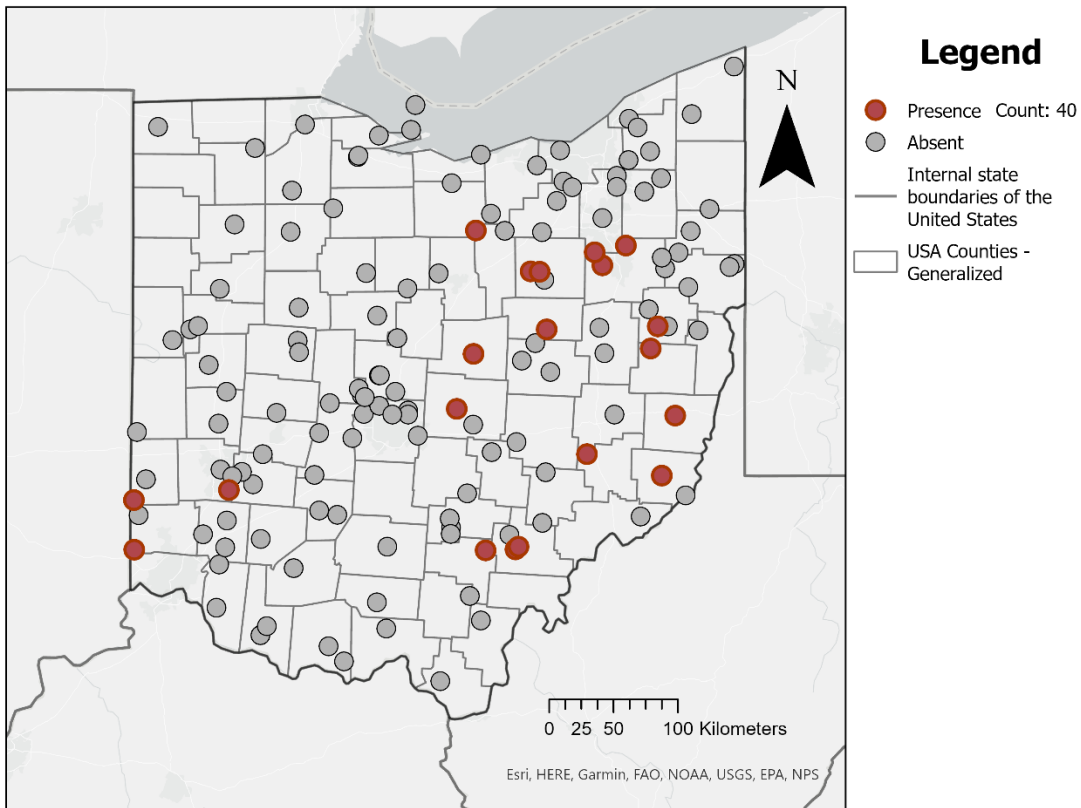 Legend
N
Presence Count: 40
Absent
Internal state
boundaries of the
United States
USA Counties -
Generalized
0 25 50 100 Kilometers
Esri, HERE, Garmin, FAO, NOAA, USGS, EPA, NPS